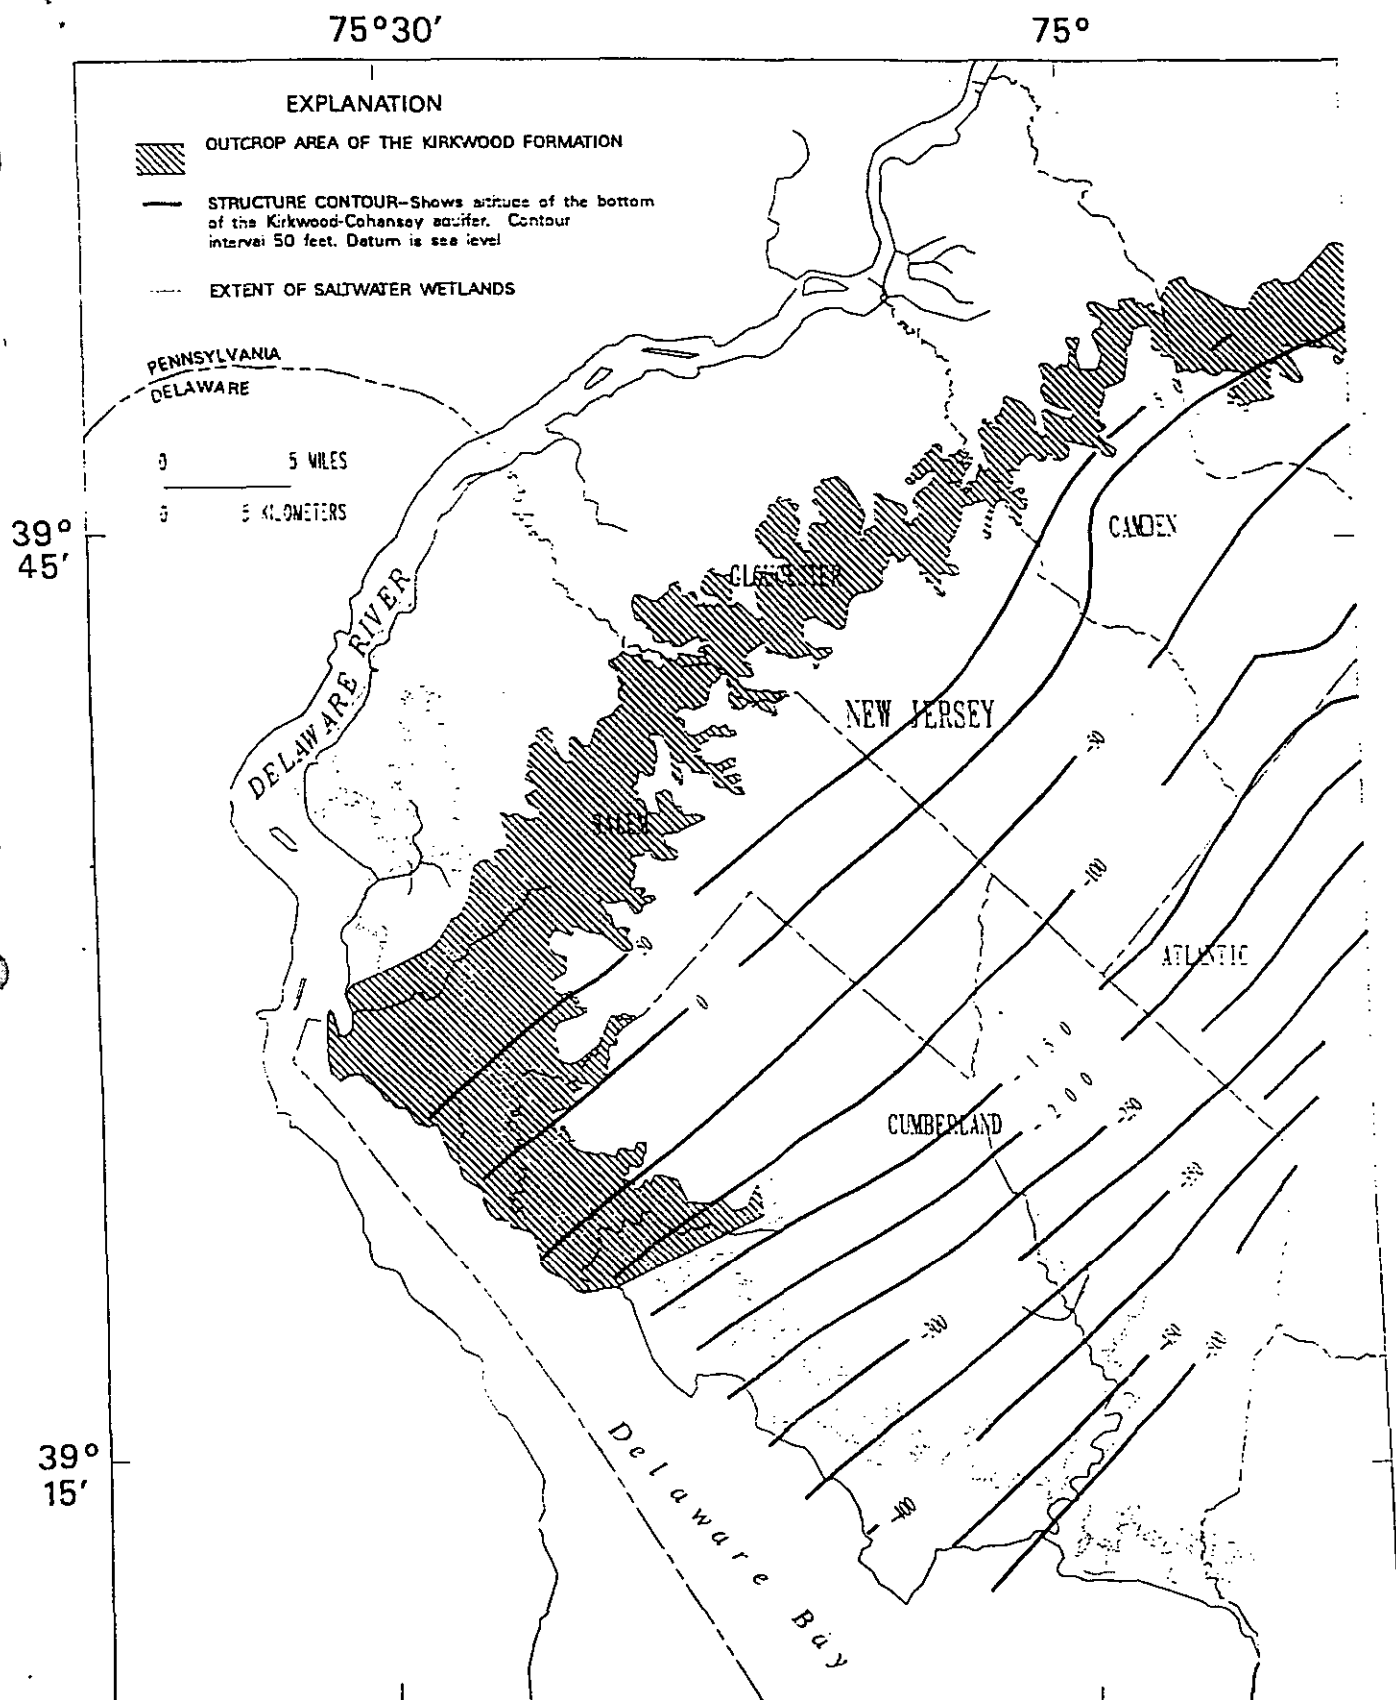 75°30′
75°
EXPLANATION
OUTCROP AREA OF THE KIRKWOOD FORMATION
STRUCTURE CONTOUR–Shows altitude of the bottom
of the Kirkwood-Cohansey aquifer. Contour
interval 50 feet. Datum is sea level
EXTENT OF SALTWATER WETLANDS
PENNSYLVANIA
DELAWARE
0 5 MILES
0 5 KILOMETERS
39°
45′
CAMDEN
GLOUCESTER
DELAWARE RIVER
NEW JERSEY
-50
SALEM
-100
50
ATLANTIC
0
-150
-200
-250
CUMBERLAND
-350
-300
-450
-500
39°
15′
-400
Delaware Bay